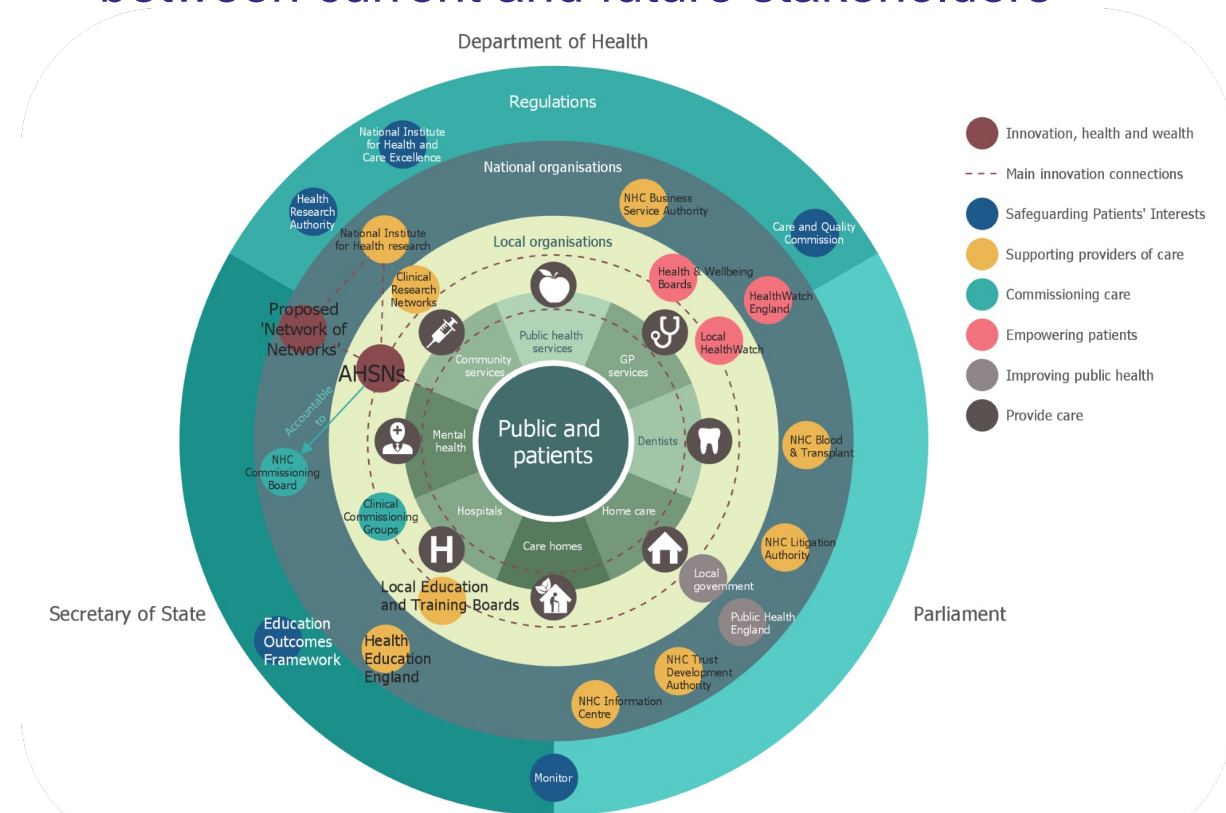 between current and future stakeholders
Department of Health
Regulations
National Institute
for Health and
Care Excellence
National organisations
Health
Research
Authority
NHC Business
Service Authority
Care and Quality
Commission
National Institute
for Health research
Local organisations
Clinical
Research
Networks
Health & Wellbeing
Boards
HealthWatch
England
Proposed
'Network of
Networks'
Local
HealthWatch
Public health
services
Community
services
GP
services
AHSNs
Accountable
to
Public and
patients
Mental
health
Dentists
NHC Blood
& Transplant
NHC
Commissioning
Board
Clinical
Commissioning
Groups
Hospitals
Home care
Care homes
H
NHC Litigation
Authority
Local
government
Local Education
and Training Boards
Public Health
England
Secretary of State
Parliament
Education
Outcomes
Framework
Health
Education
England
NHC Trust
Development
Authority
NHC Information
Centre
Monitor
Innovation, health and wealth
Main innovation connections
Safeguarding Patients' Interests
Supporting providers of care
Commissioning care
Empowering patients
Improving public health
Provide care